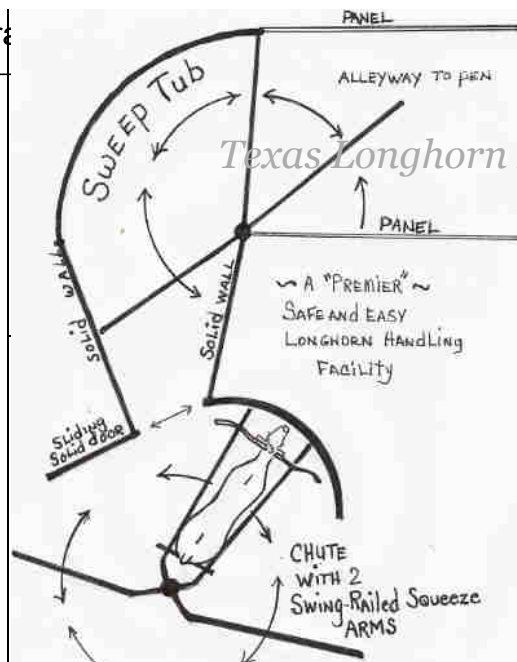 PANEL
ALLEYWAY TO PEN
SWEEP TUB
Texas Longhorn
PANEL
SOLID WALL
SOLID WALL
~ A "PREMIER" ~
SAFE AND EASY
LONGHORN HANDLING
FACILITY
SLIDING
SOLID DOOR
CHUTE
WITH 2
Swing-Railed Squeeze
ARMS